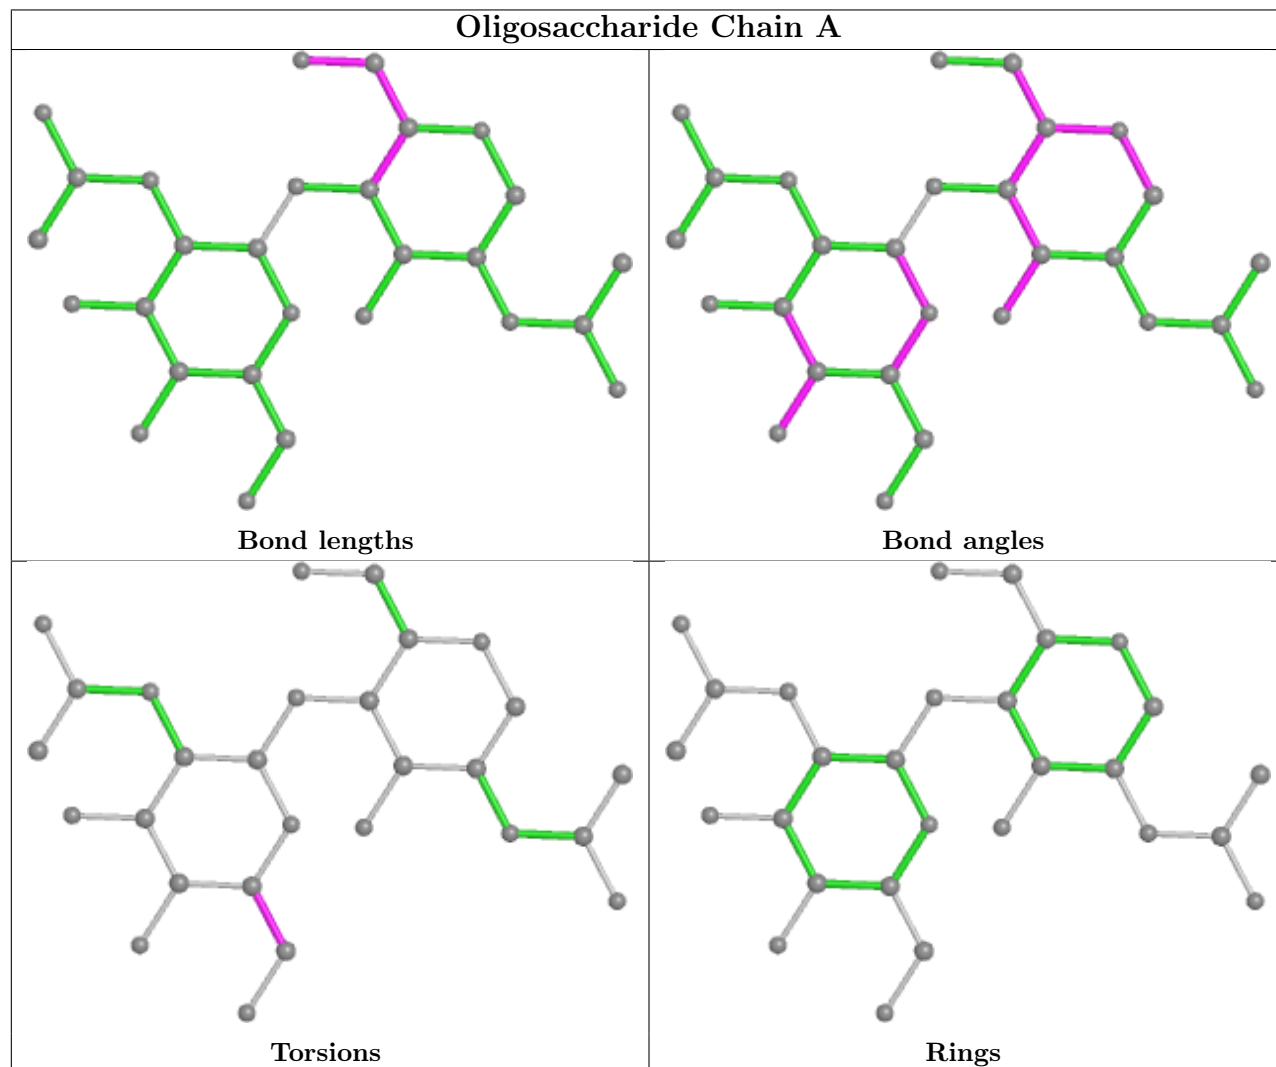 Oligosaccharide Chain A
Bond lengths
Bond angles
Torsions
Rings